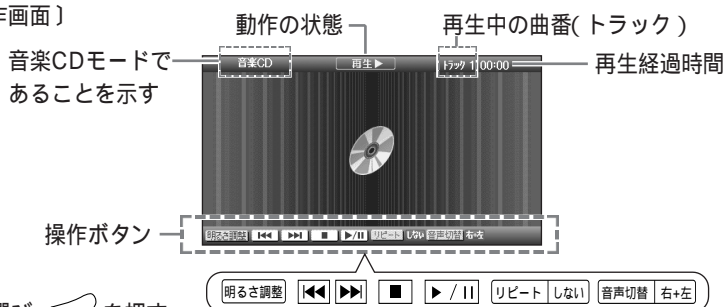 作画面〕
動作の状態
再生中の曲番(トラック)
音楽CDモードで
あることを示す
再生経過時間
音楽CD
再生▶
トラック 1 00:00
操作ボタン
明るさ調整 |◀◀ ▶▶| ■ ▶/|| リピート しない 音声切替 右+左
明るさ調整 |◀◀ ▶▶| ■ ▶ / || リピート しない 音声切替 右+左
を押す